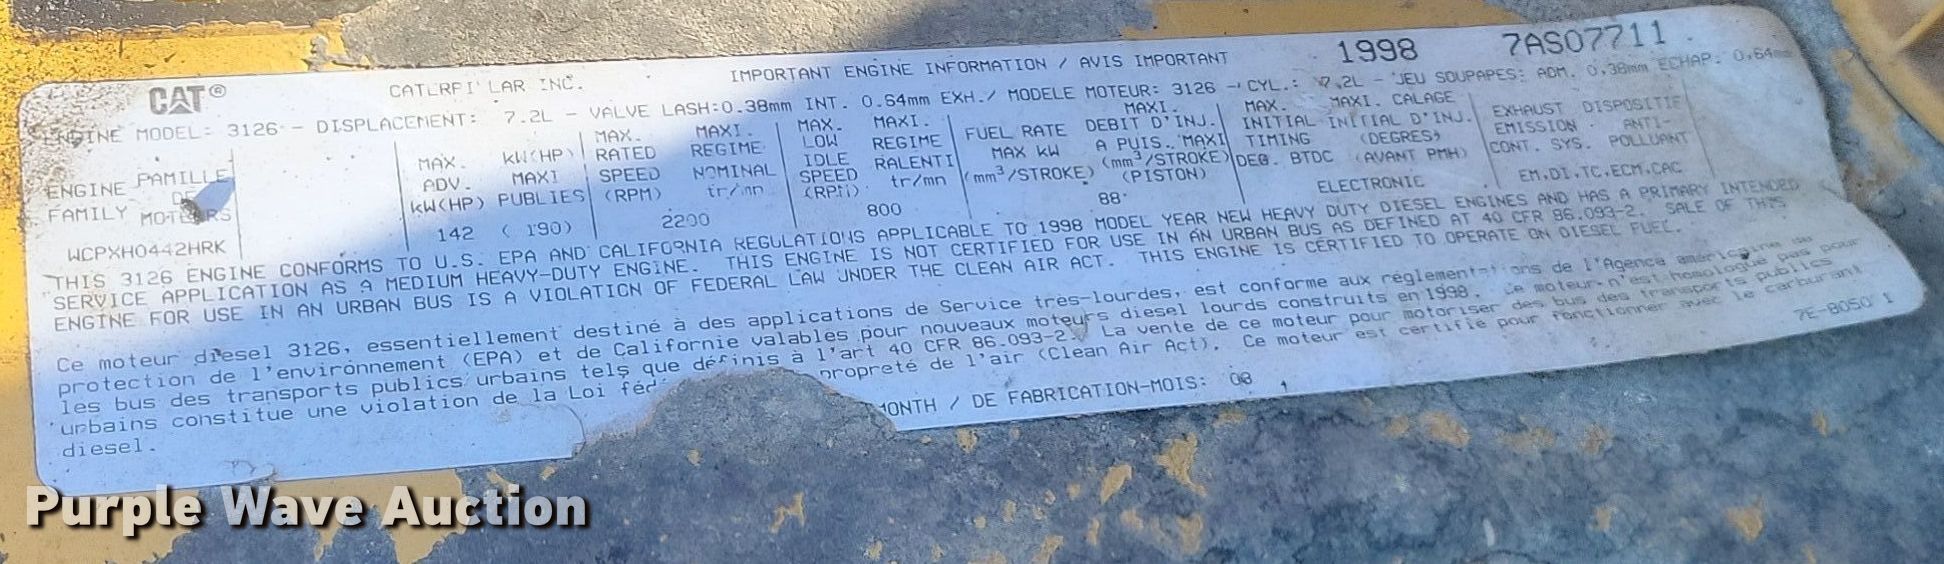 CAT® CATERPILLAR INC. IMPORTANT ENGINE INFORMATION / AVIS IMPORTANT 1998 7AS07711
ENGINE MODEL: 3126 - DISPLACEMENT: 7.2L - VALVE LASH:0.38mm INT. 0.64mm EXH./ MODELE MOTEUR: 3126 - CYL.: 7.2L - JEU SOUPAPES: ADM. 0,38mm ECHAP. 0,64mm
ENGINE FAMILY
FAMILLE DE MOTEURS
MAX. ADV. kW(HP)
kW(HP) MAXI PUBLIES
MAX. RATED SPEED (RPM)
MAXI. REGIME NOMINAL tr/mn
MAX. LOW IDLE SPEED (RPM)
MAXI. REGIME RALENTI tr/mn
FUEL RATE MAX kW (mm³/STROKE)
MAXI. DEBIT D'INJ. A PUIS. MAXI (mm³/STROKE) (PISTON)
MAX. INITIAL TIMING DEG. BTDC
MAXI. CALAGE INITIAL D'INJ. (DEGRES) (AVANT PMH)
EXHAUST EMISSION CONT. SYS.
DISPOSITIF ANTI- POLLUANT
WCPXH0442HRK 142 ( 190) 2200 800 88 ELECTRONIC EM,DI,TC,ECM,CAC
THIS 3126 ENGINE CONFORMS TO U.S. EPA AND CALIFORNIA REGULATIONS APPLICABLE TO 1998 MODEL YEAR NEW HEAVY DUTY DIESEL ENGINES AND HAS A PRIMARY INTENDED
SERVICE APPLICATION AS A MEDIUM HEAVY-DUTY ENGINE. THIS ENGINE IS NOT CERTIFIED FOR USE IN AN URBAN BUS AS DEFINED AT 40 CFR 86.093-2. SALE OF THIS
ENGINE FOR USE IN AN URBAN BUS IS A VIOLATION OF FEDERAL LAW UNDER THE CLEAN AIR ACT. THIS ENGINE IS CERTIFIED TO OPERATE ON DIESEL FUEL.
Ce moteur diesel 3126, essentiellement destiné à des applications de Service très-lourdes, est conforme aux réglementations de l'Agence américaine de
protection de l'environnement (EPA) et de Californie valables pour nouveaux moteurs diesel lourds construits en 1998. Ce moteur n'est homologué pas pour
les bus des transports publics urbains tels que définis à l'art 40 CFR 86.093-2. La vente de ce moteur pour motoriser des bus des transports publics
urbains constitue une violation de la Loi propreté de l'air (Clean Air Act). Ce moteur est certifié pour fonctionner avec le carburant
diesel.
MONTH / DE FABRICATION-MOIS: 08
Purple Wave Auction